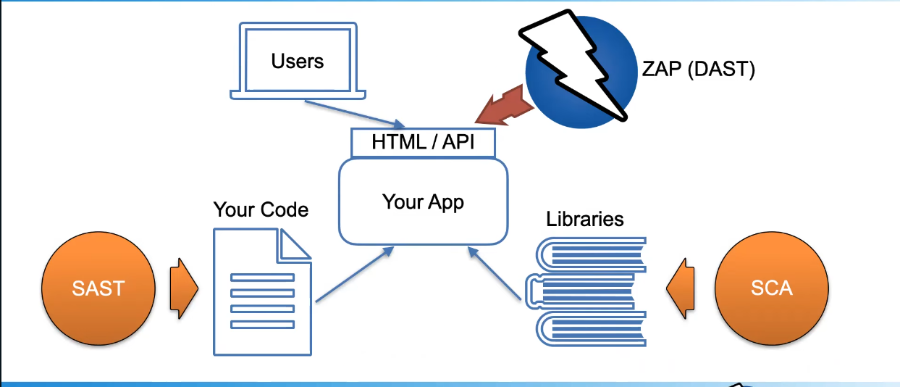 Users
ZAP (DAST)
HTML / API
Your App
Your Code
Libraries
SAST
SCA